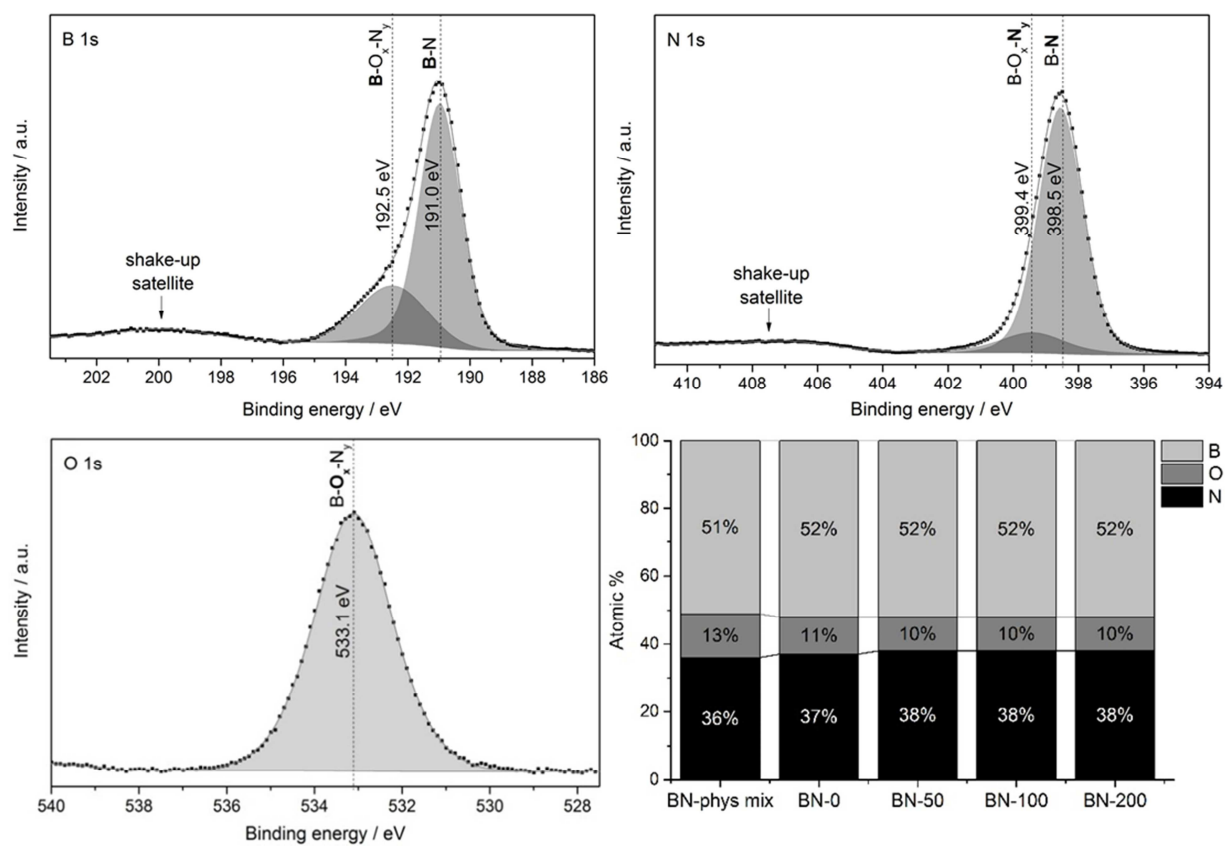 B 1s
B-Oₓ-Nᵧ
B-N
192.5 eV
191.0 eV
shake-up
satellite
Intensity / a.u.
202 200 198 196 194 192 190 188 186
Binding energy / eV
N 1s
B-Oₓ-Nᵧ
B-N
399.4 eV
398.5 eV
shake-up
satellite
Intensity / a.u.
410 408 406 404 402 400 398 396 394
Binding energy / eV
O 1s
B-Oₓ-Nᵧ
533.1 eV
Intensity / a.u.
540 538 536 534 532 530 528
Binding energy / eV
B
O
N
Atomic %
100
80
60
40
20
0
51% 52% 52% 52% 52%
13% 11% 10% 10% 10%
36% 37% 38% 38% 38%
BN-phys mix BN-0 BN-50 BN-100 BN-200